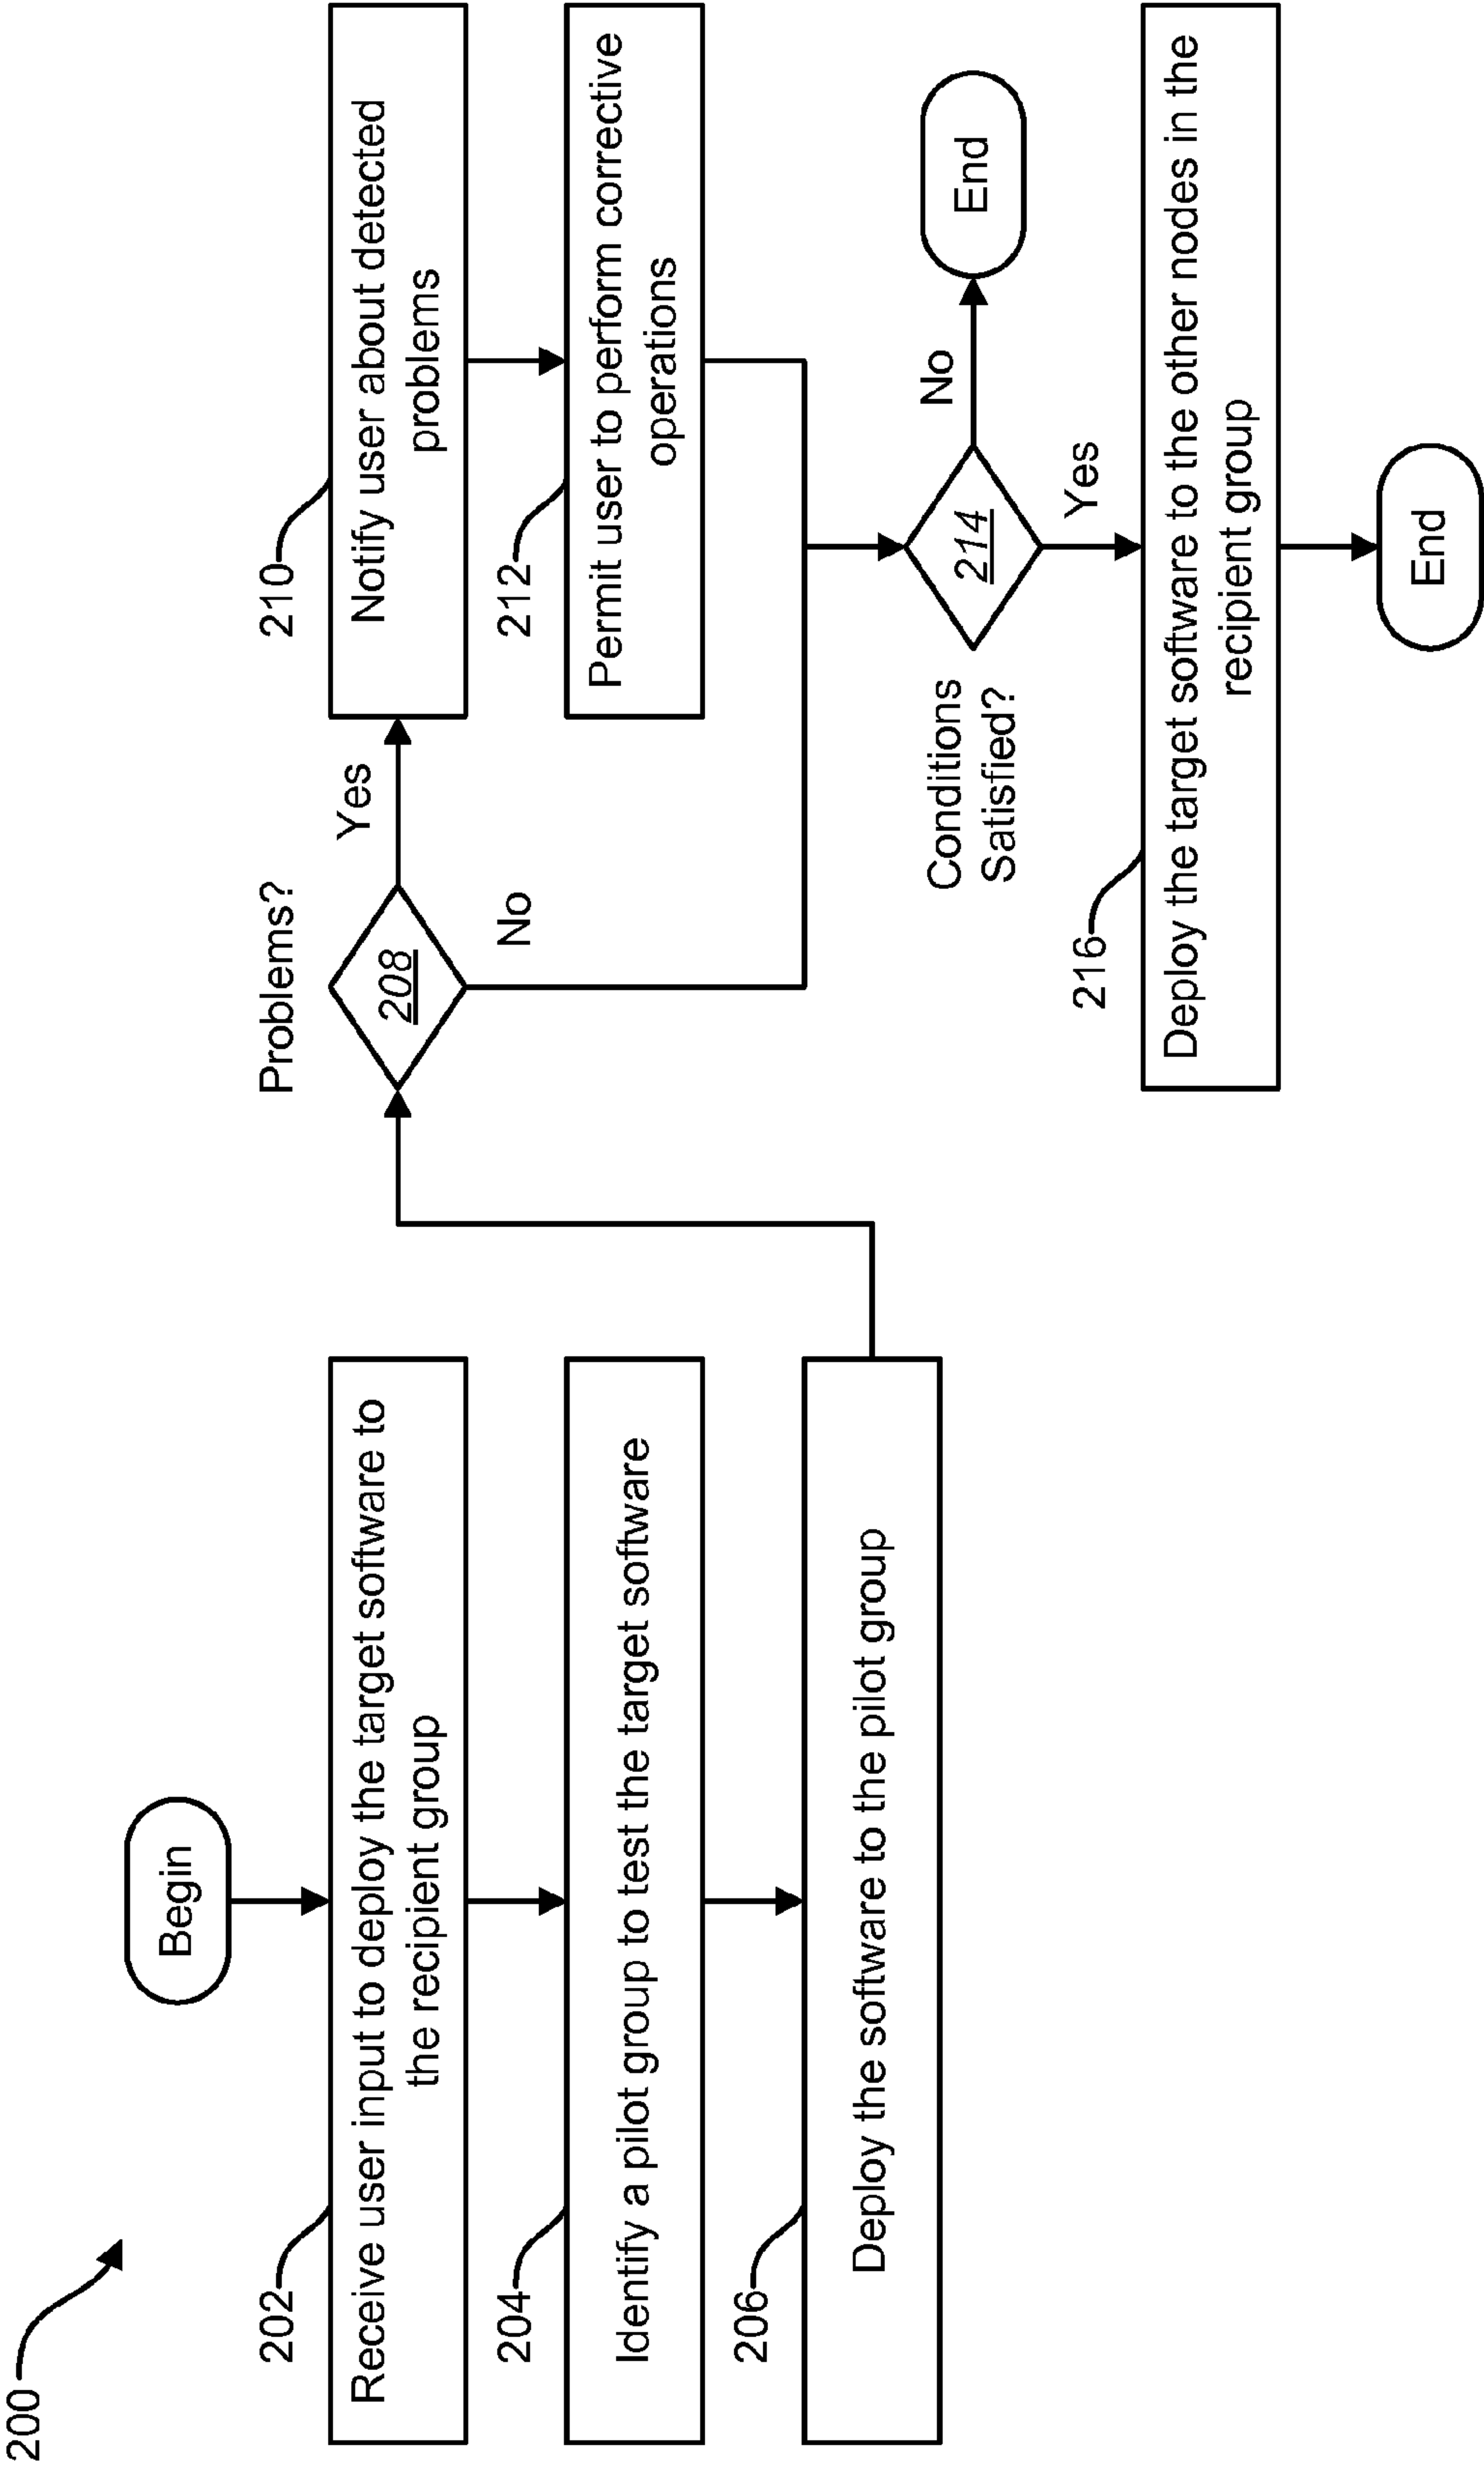 200
Begin
202
Receive user input to deploy the target software to
the recipient group
204
Identify a pilot group to test the target software
206
Deploy the software to the pilot group
Problems?
208
Yes
No
210
Notify user about detected
problems
212
Permit user to perform corrective
operations
Conditions
Satisfied?
214
No
End
Yes
216
Deploy the target software to the other nodes in the
recipient group
End